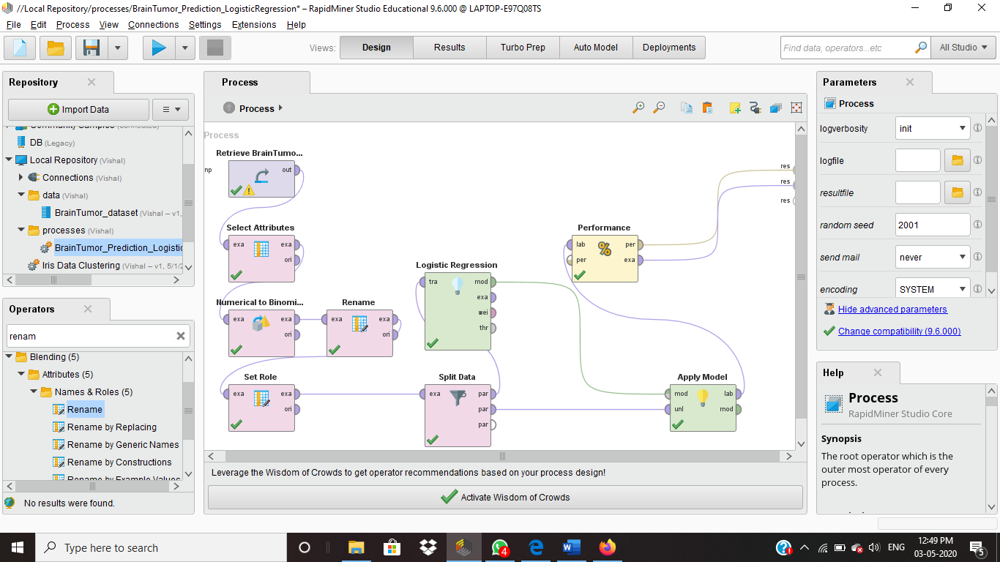 //Local Repository/processes/BrainTumor_Prediction_LogisticRegression* – RapidMiner Studio Educational 9.6.000 @ LAPTOP-E97Q08TS
File Edit Process View Connections Settings Extensions Help
Views: Design Results Turbo Prep Auto Model Deployments Find data, operators...etc All Studio
Repository
Import Data
Community Samples (connected)
DB (Legacy)
Local Repository (Vishal)
Connections (Vishal)
data (Vishal)
BrainTumor_dataset (Vishal – v1,
processes (Vishal)
BrainTumor_Prediction_Logistic
Iris Data Clustering (Vishal – v1, 5/1/2
Operators
renam
Blending (5)
Attributes (5)
Names & Roles (5)
Rename
Rename by Replacing
Rename by Generic Names
Rename by Constructions
Rename by Example Values
No results were found.
Process
Process
Process
Retrieve BrainTumo...
np out
res
res
res
Select Attributes
exa exa
ori
Performance
lab per
per exa
%
Logistic Regression
tra mod
exa
wei
thr
Numerical to Binomi...
exa exa
ori
Rename
exa exa
ori
Set Role
exa exa
ori
Split Data
exa par
par
par
Apply Model
mod lab
unl mod
Leverage the Wisdom of Crowds to get operator recommendations based on your process design!
Activate Wisdom of Crowds
Parameters
Process
logverbosity init
logfile
resultfile
random seed 2001
send mail never
encoding SYSTEM
Hide advanced parameters
Change compatibility (9.6.000)
Help
Process
RapidMiner Studio Core
Synopsis
The root operator which is the
outer most operator of every
process.
Type here to search
4
ENG
12:49 PM
03-05-2020
5